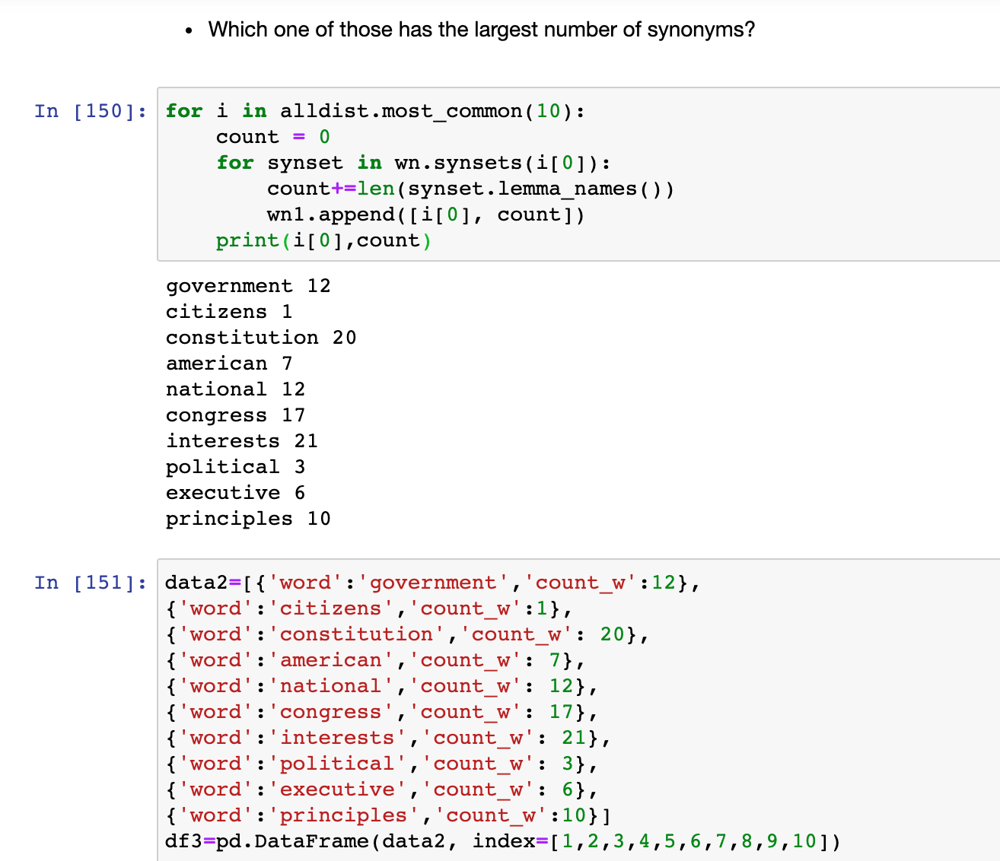 • Which one of those has the largest number of synonyms?
In [150]:
for i in alldist.most_common(10):
    count = 0
    for synset in wn.synsets(i[0]):
        count+=len(synset.lemma_names())
        wn1.append([i[0], count])
    print(i[0],count)
government 12
citizens 1
constitution 20
american 7
national 12
congress 17
interests 21
political 3
executive 6
principles 10
In [151]:
data2=[{'word':'government','count_w':12},
{'word':'citizens','count_w':1},
{'word':'constitution','count_w': 20},
{'word':'american','count_w': 7},
{'word':'national','count_w': 12},
{'word':'congress','count_w': 17},
{'word':'interests','count_w': 21},
{'word':'political','count_w': 3},
{'word':'executive','count_w': 6},
{'word':'principles','count_w':10}]
df3=pd.DataFrame(data2, index=[1,2,3,4,5,6,7,8,9,10])